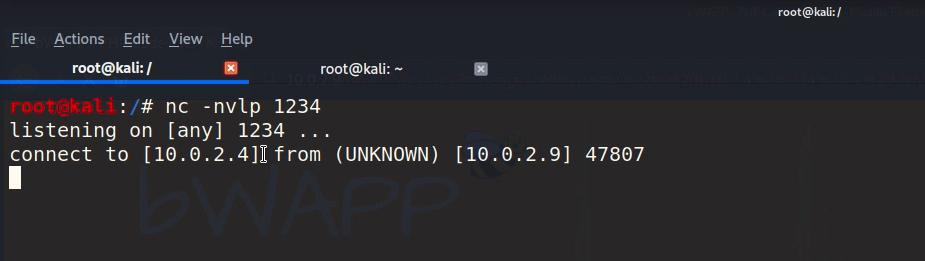 root@kali: /
File Actions Edit View Help
root@kali: /
root@kali: ~
root@kali:/# nc -nvlp 1234
listening on [any] 1234 ...
connect to [10.0.2.4] from (UNKNOWN) [10.0.2.9] 47807
bWAPP